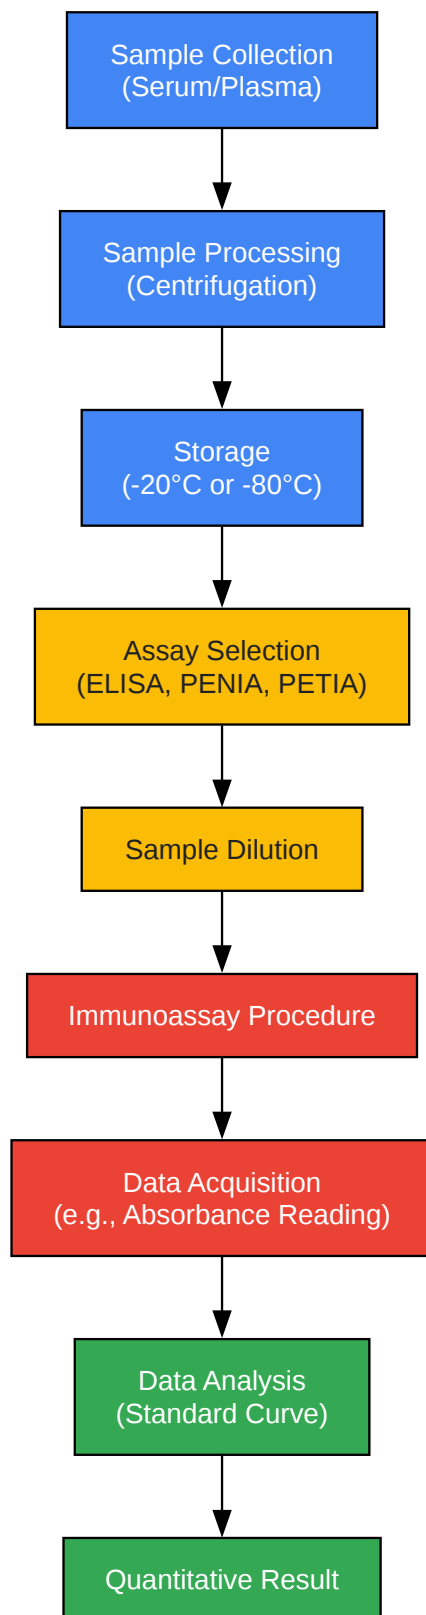 Sample Collection
(Serum/Plasma)
Sample Processing
(Centrifugation)
Storage
(-20°C or -80°C)
Assay Selection
(ELISA, PENIA, PETIA)
Sample Dilution
Immunoassay Procedure
Data Acquisition
(e.g., Absorbance Reading)
Data Analysis
(Standard Curve)
Quantitative Result